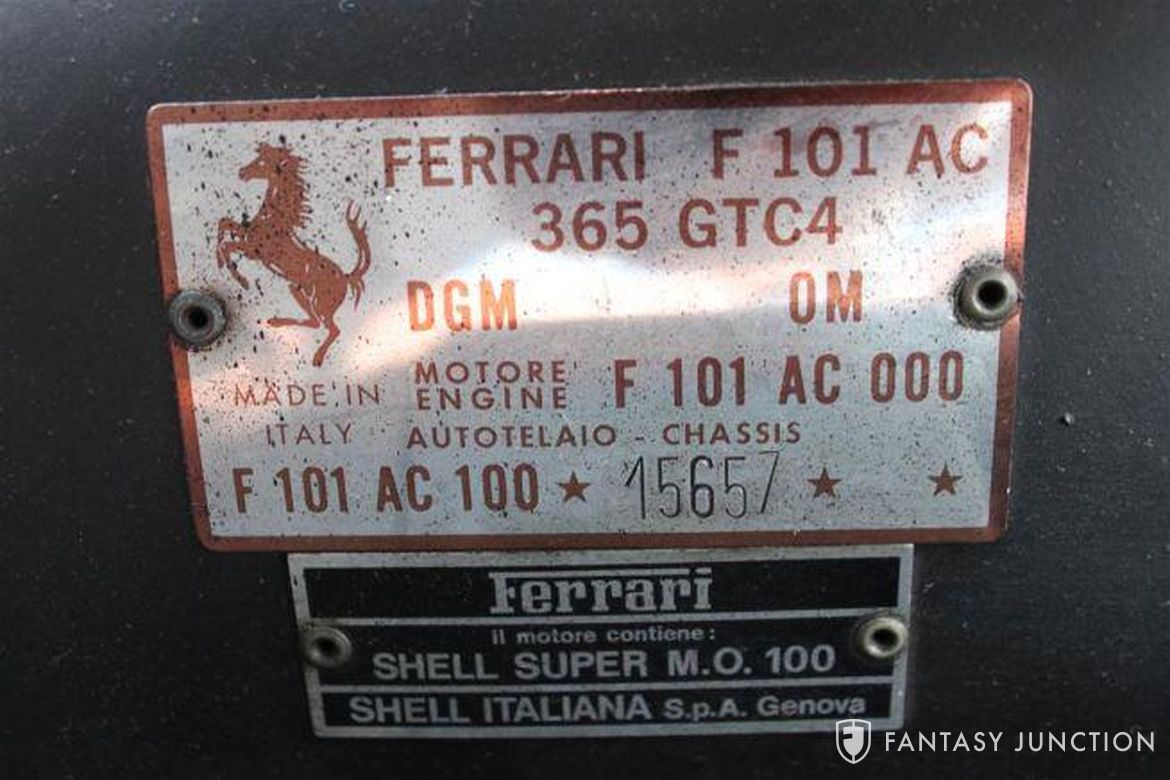 FERRARI F 101 AC
365 GTC4
DGM OM
MADE IN ITALY
MOTORE
ENGINE F 101 AC 000
AUTOTELAIO - CHASSIS
F 101 AC 100 ★ 15657 ★ ★
Ferrari
il motore contiene:
SHELL SUPER M.O. 100
SHELL ITALIANA S.p.A. Genova
FANTASY JUNCTION